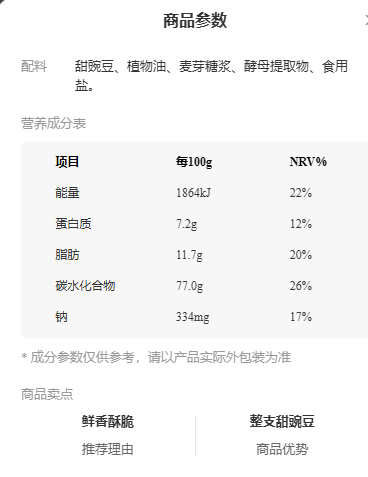 商品参数
配料 甜豌豆、植物油、麦芽糖浆、酵母提取物、食用
盐。
营养成分表
项目 每100g NRV%
能量 1864kJ 22%
蛋白质 7.2g 12%
脂肪 11.7g 20%
碳水化合物 77.0g 26%
钠 334mg 17%
* 成分参数仅供参考，请以产品实际外包装为准
商品卖点
鲜香酥脆 整支甜豌豆
推荐理由 商品优势